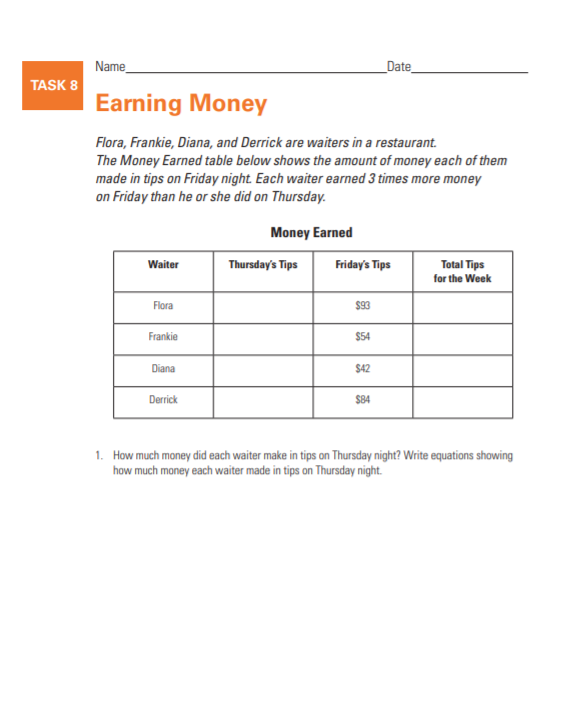 Name Date
TASK 8
Earning Money
Flora, Frankie, Diana, and Derrick are waiters in a restaurant.
The Money Earned table below shows the amount of money each of them
made in tips on Friday night. Each waiter earned 3 times more money
on Friday than he or she did on Thursday.
Money Earned
Waiter Thursday's Tips Friday's Tips Total Tips
for the Week
Flora $93
Frankie $54
Diana $42
Derrick $84
1. How much money did each waiter make in tips on Thursday night? Write equations showing
how much money each waiter made in tips on Thursday night.